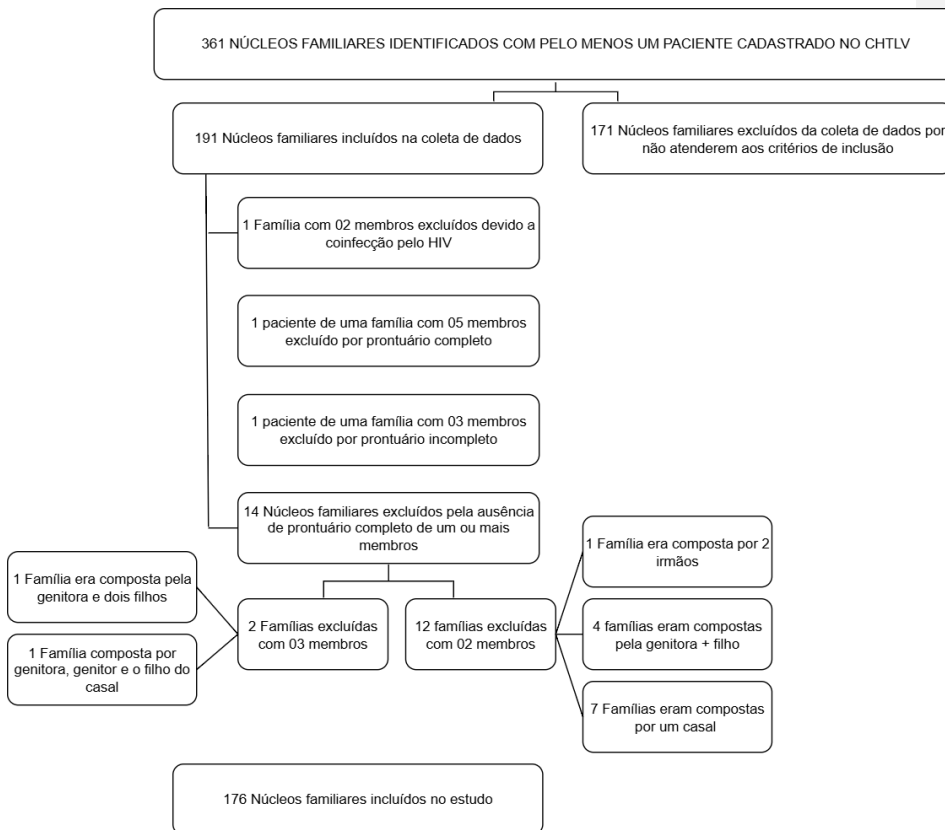 361 NÚCLEOS FAMILIARES IDENTIFICADOS COM PELO MENOS UM PACIENTE CADASTRADO NO CHTLV
191 Núcleos familiares incluídos na coleta de dados
171 Núcleos familiares excluídos da coleta de dados por
não atenderem aos critérios de inclusão
1 Família com 02 membros excluídos devido a
coinfecção pelo HIV
1 paciente de uma família com 05 membros
excluído por prontuário completo
1 paciente de uma família com 03 membros
excluído por prontuário incompleto
14 Núcleos familiares excluídos pela ausência
de prontuário completo de um ou mais
membros
1 Família era composta pela
genitora e dois filhos
1 Família composta por
genitora, genitor e o filho do
casal
2 Famílias excluídas
com 03 membros
12 famílias excluídas
com 02 membros
1 Família era composta por 2
irmãos
4 famílias eram compostas
pela genitora + filho
7 Famílias eram compostas
por um casal
176 Núcleos familiares incluídos no estudo